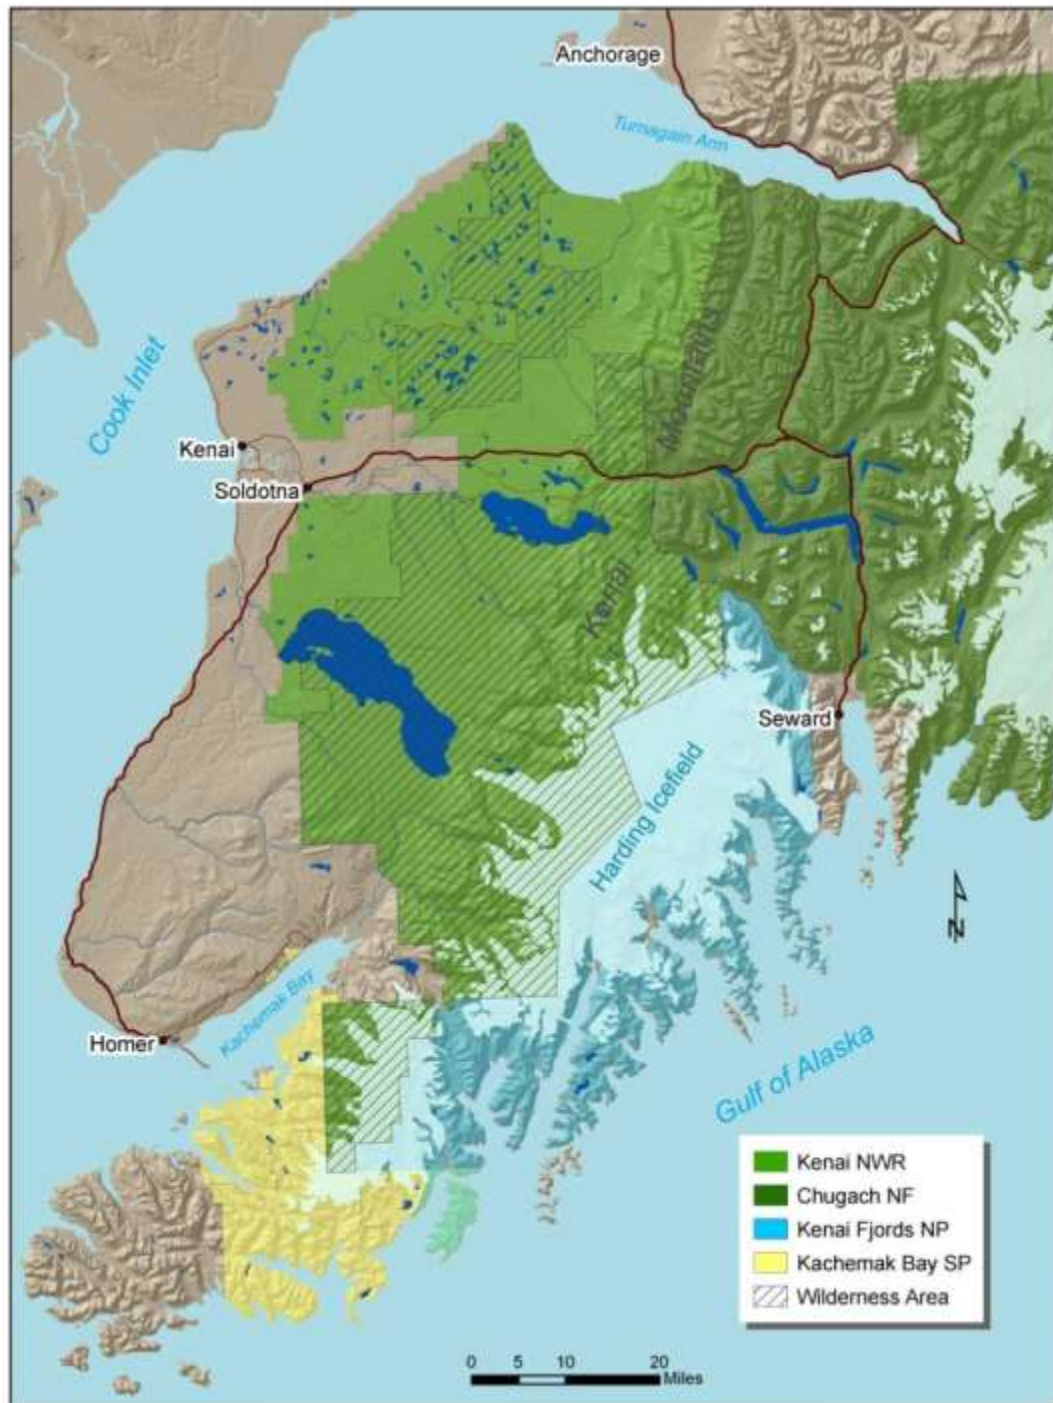 Anchorage
Turnagain Arm
Cook Inlet
Mountains
Kenai
Soldotna
Kenai
Seward
Harding Icefield
N
Kachemak Bay
Homer
Gulf of Alaska
Kenai NWR
Chugach NF
Kenai Fjords NP
Kachemak Bay SP
Wilderness Area
0 5 10 20
Miles